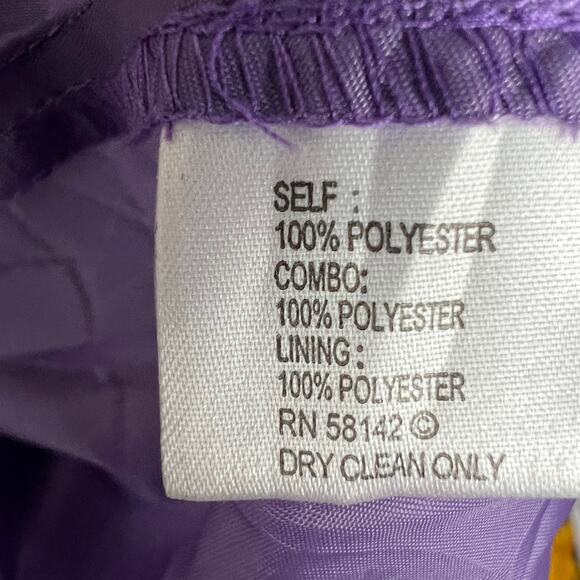 SELF :
100% POLYESTER
COMBO:
100% POLYESTER
LINING:
100% POLYESTER
RN 58142 ©
DRY CLEAN ONLY